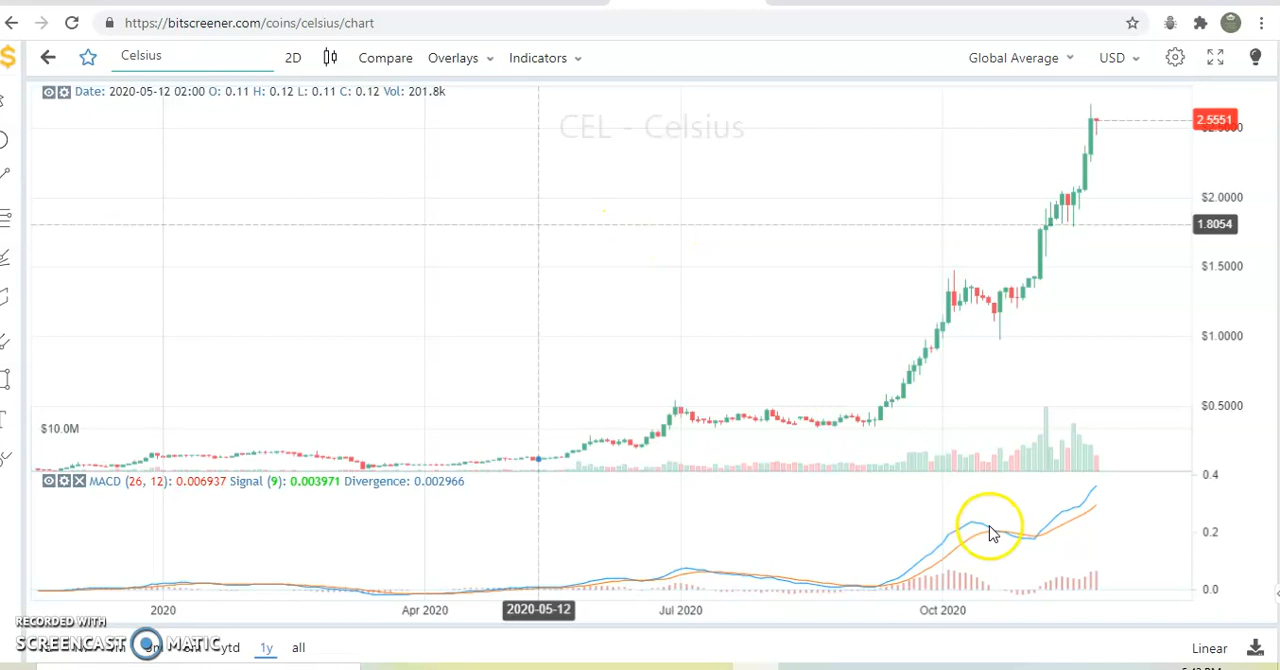 https://bitscreener.com/coins/celsius/chart
Celsius 2D Compare Overlays Indicators Global Average USD
Date: 2020-05-12 02:00 O: 0.11 H: 0.12 L: 0.11 C: 0.12 Vol: 201.8k
CEL - Celsius
2.5551
$2.0000
1.8054
$1.5000
$1.0000
$0.5000
$10.0M
MACD (26, 12): 0.006937 Signal (9): 0.003971 Divergence: 0.002966
0.4
0.2
0.0
2020 Apr 2020 2020-05-12 Jul 2020 Oct 2020
RECORDED WITH
SCREENCAST MATIC
ytd 1y all Linear